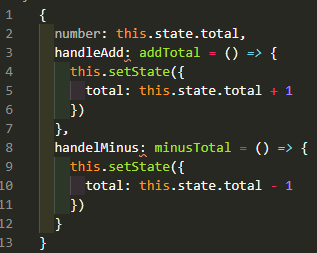 1 {
2 number: this.state.total,
3 handleAdd: addTotal = () => {
4 this.setState({
5 total: this.state.total + 1
6 })
7 },
8 handelMinus: minusTotal = () => {
9 this.setState({
10 total: this.state.total - 1
11 })
12 }
13 }